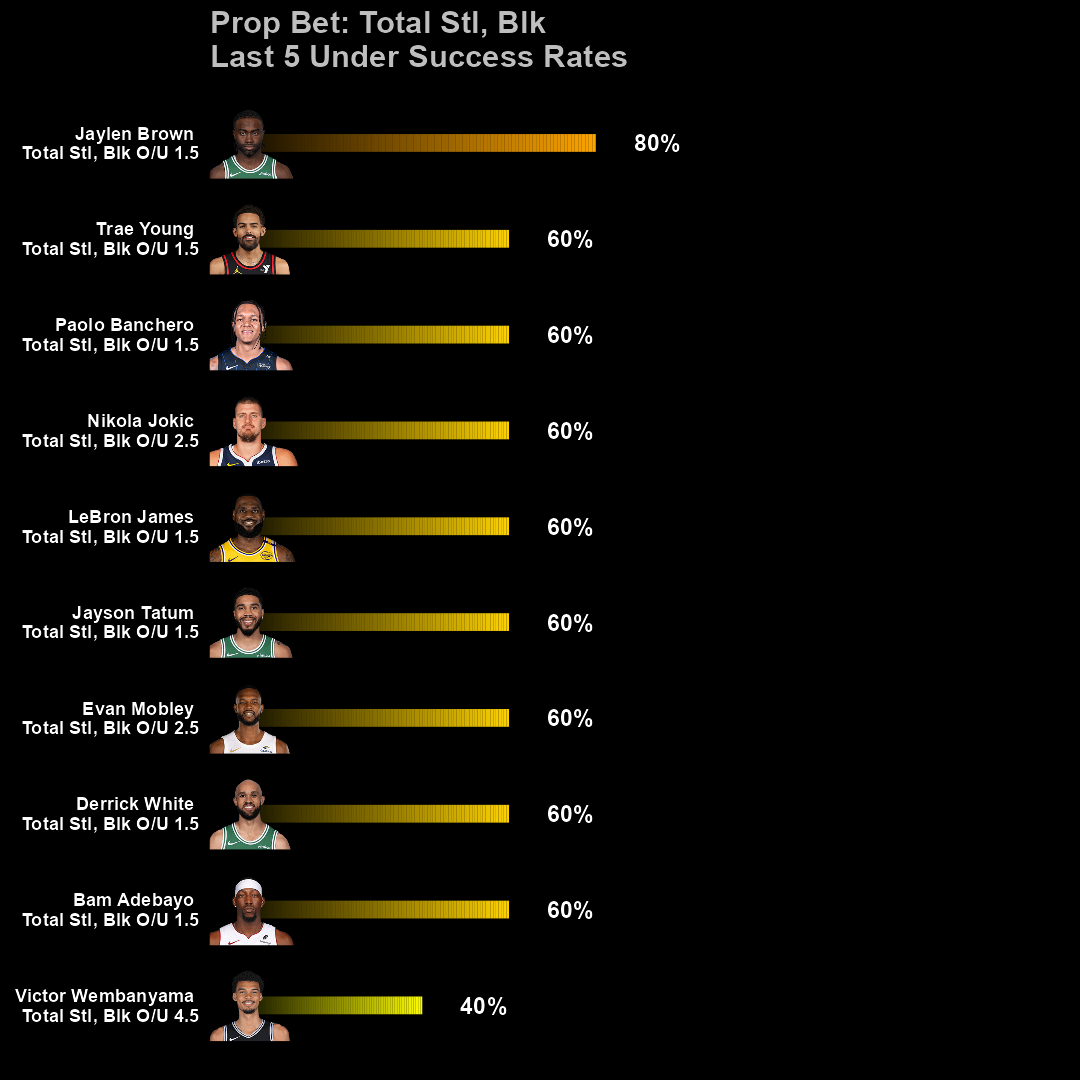 Prop Bet: Total Stl, Blk
Last 5 Under Success Rates
Jaylen Brown
Total Stl, Blk O/U 1.5
80%
Trae Young
Total Stl, Blk O/U 1.5
60%
Paolo Banchero
Total Stl, Blk O/U 1.5
60%
Nikola Jokic
Total Stl, Blk O/U 2.5
60%
LeBron James
Total Stl, Blk O/U 1.5
60%
Jayson Tatum
Total Stl, Blk O/U 1.5
60%
Evan Mobley
Total Stl, Blk O/U 2.5
60%
Derrick White
Total Stl, Blk O/U 1.5
60%
Bam Adebayo
Total Stl, Blk O/U 1.5
60%
Victor Wembanyama
Total Stl, Blk O/U 4.5
40%